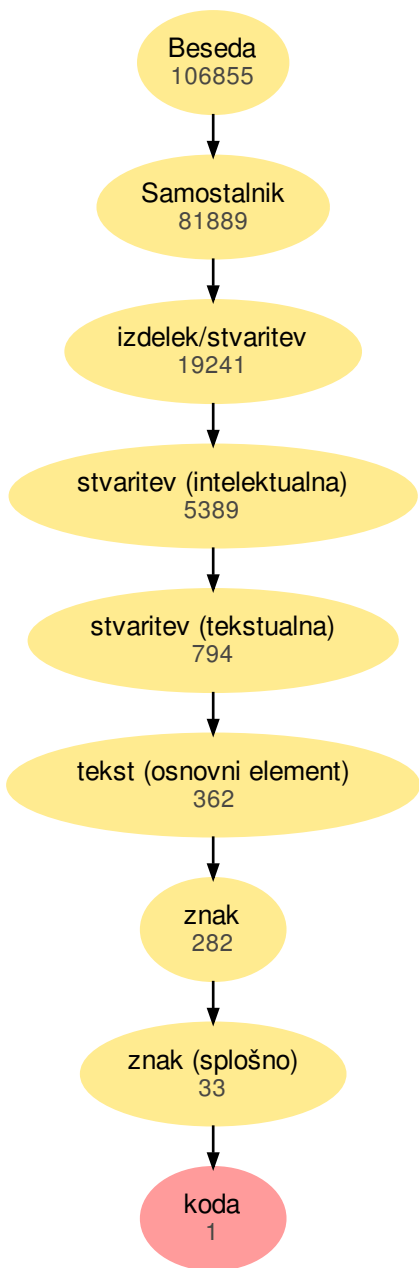 Beseda
106855
Samostalnik
81889
izdelek/stvaritev
19241
stvaritev (intelektualna)
5389
stvaritev (tekstualna)
794
tekst (osnovni element)
362
znak
282
znak (splošno)
33
koda
1